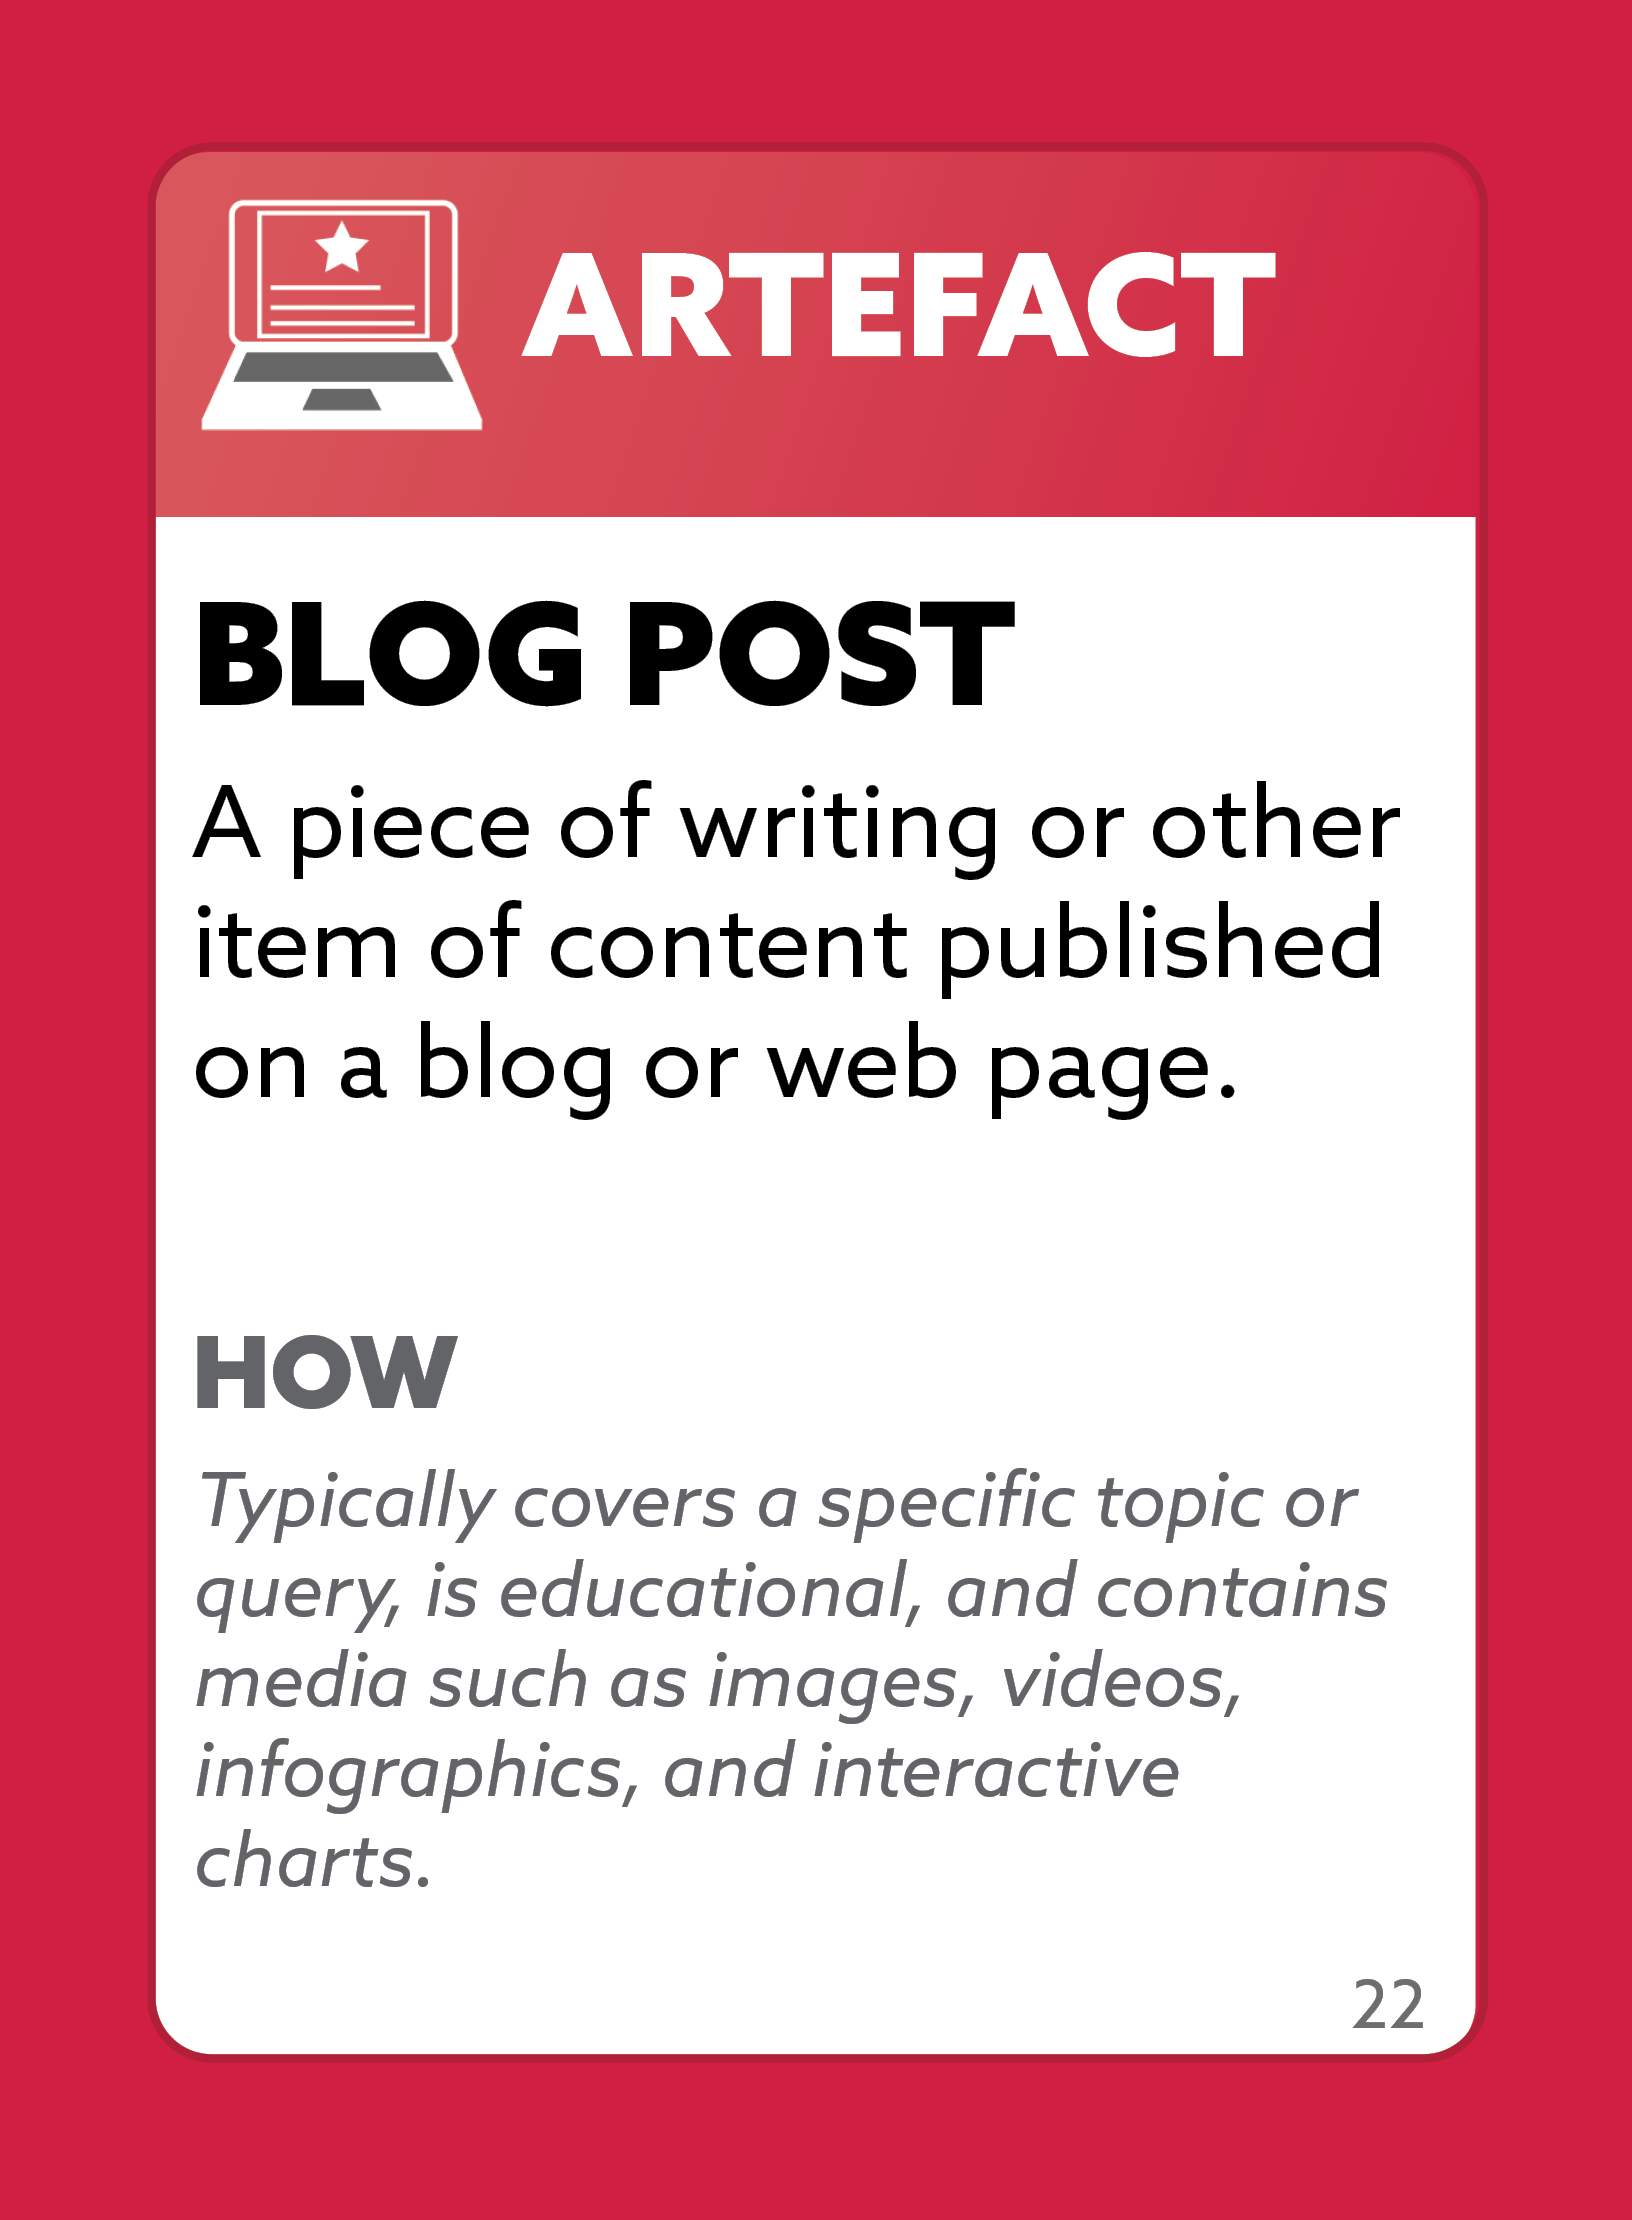 ARTEFACT
BLOG POST
A piece of writing or other
item of content published
on a blog or web page.
HOW
Typically covers a specific topic or
query, is educational, and contains
media such as images, videos,
infographics, and interactive
charts.
22